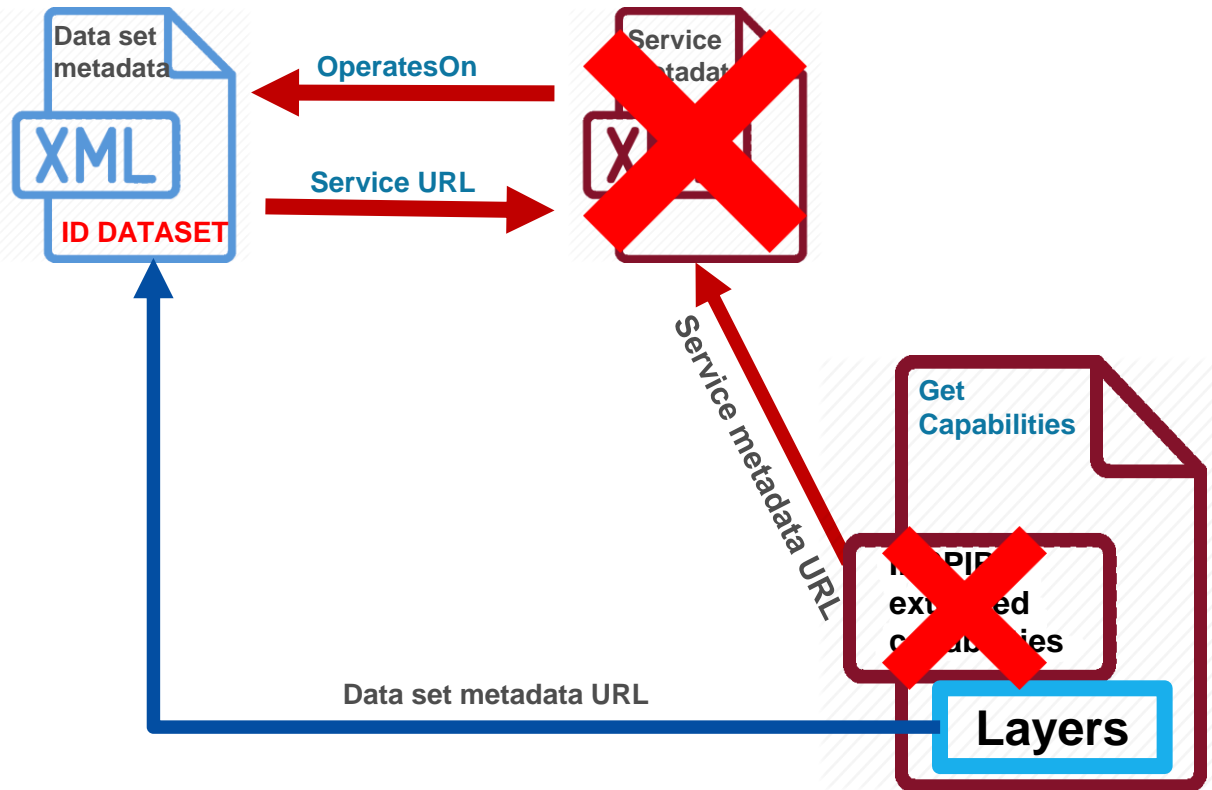 Data set
metadata
XML
ID DATASET
OperatesOn
Service URL
Service
X
Service metadata URL
Get
Capabilities
Layers
Data set metadata URL